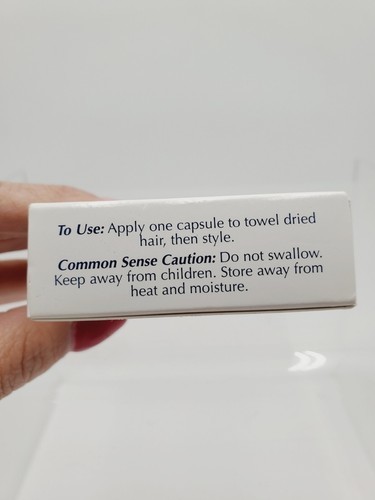 To Use: Apply one capsule to towel dried
hair, then style.
Common Sense Caution: Do not swallow.
Keep away from children. Store away from
heat and moisture.